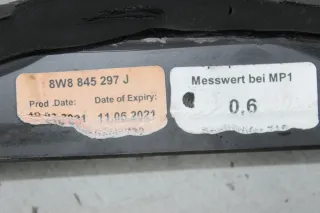 8W8 845 297 J
Prod .Date: Date of Expiry:
11.06.2021
Messwert bei MP1
0,6